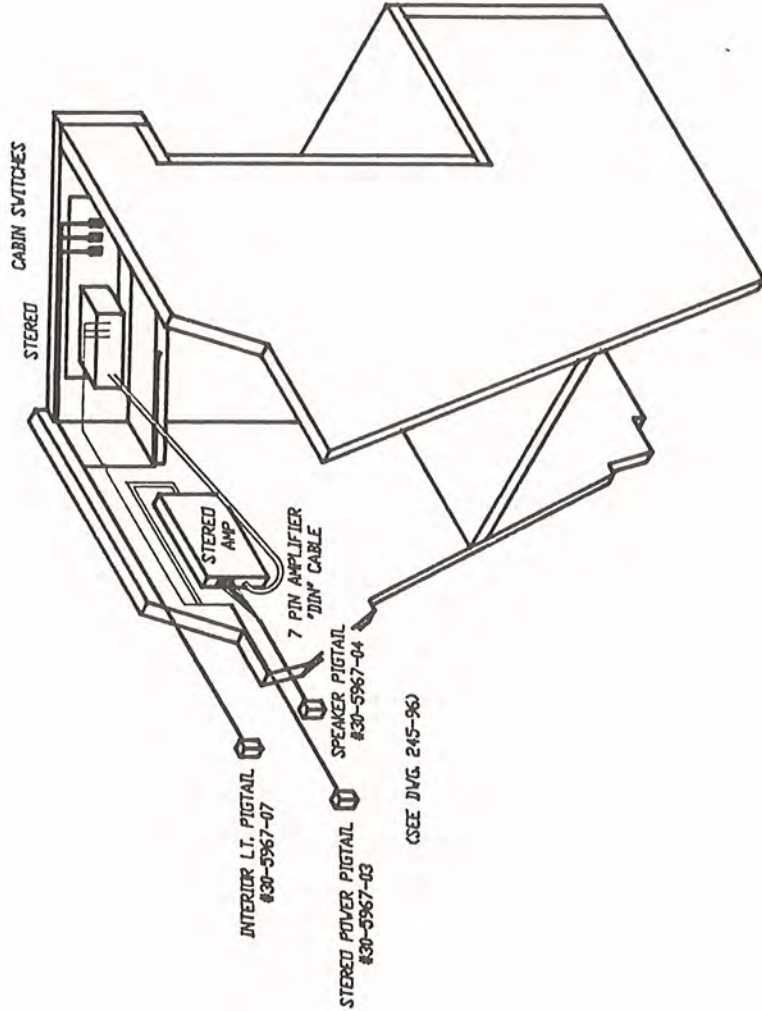 STEREO
CABIN SWITCHES
STEREO
AMP
7 PIN AMPLIFIER
"DIN" CABLE
SPEAKER PIGTAIL
#30-5967-04
INTERIOR LT. PIGTAIL
#30-5967-07
STEREO POWER PIGTAIL
#30-5967-03
(SEE DWG. 245-96)